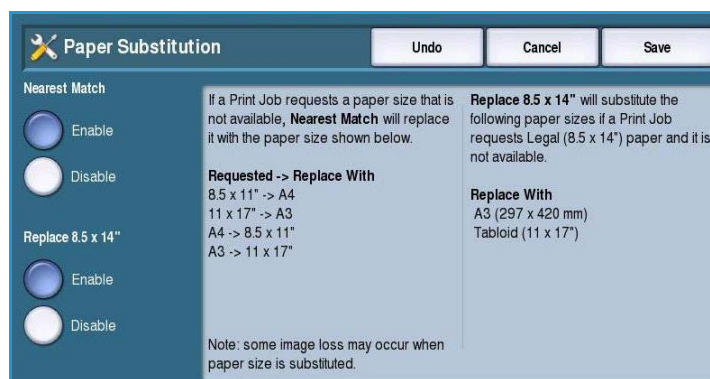 Paper Substitution
Undo
Cancel
Save
Nearest Match
Enable
Disable
Replace 8.5 x 14"
Enable
Disable
If a Print Job requests a paper size that is
not available, Nearest Match will replace
it with the paper size shown below.
Requested -> Replace With
8.5 x 11" -> A4
11 x 17" -> A3
A4 -> 8.5 x 11"
A3 -> 11 x 17"
Note: some image loss may occur when
paper size is substituted.
Replace 8.5 x 14" will substitute the
following paper sizes if a Print Job
requests Legal (8.5 x 14") paper and it is
not available.
Replace With
A3 (297 x 420 mm)
Tabloid (11 x 17")